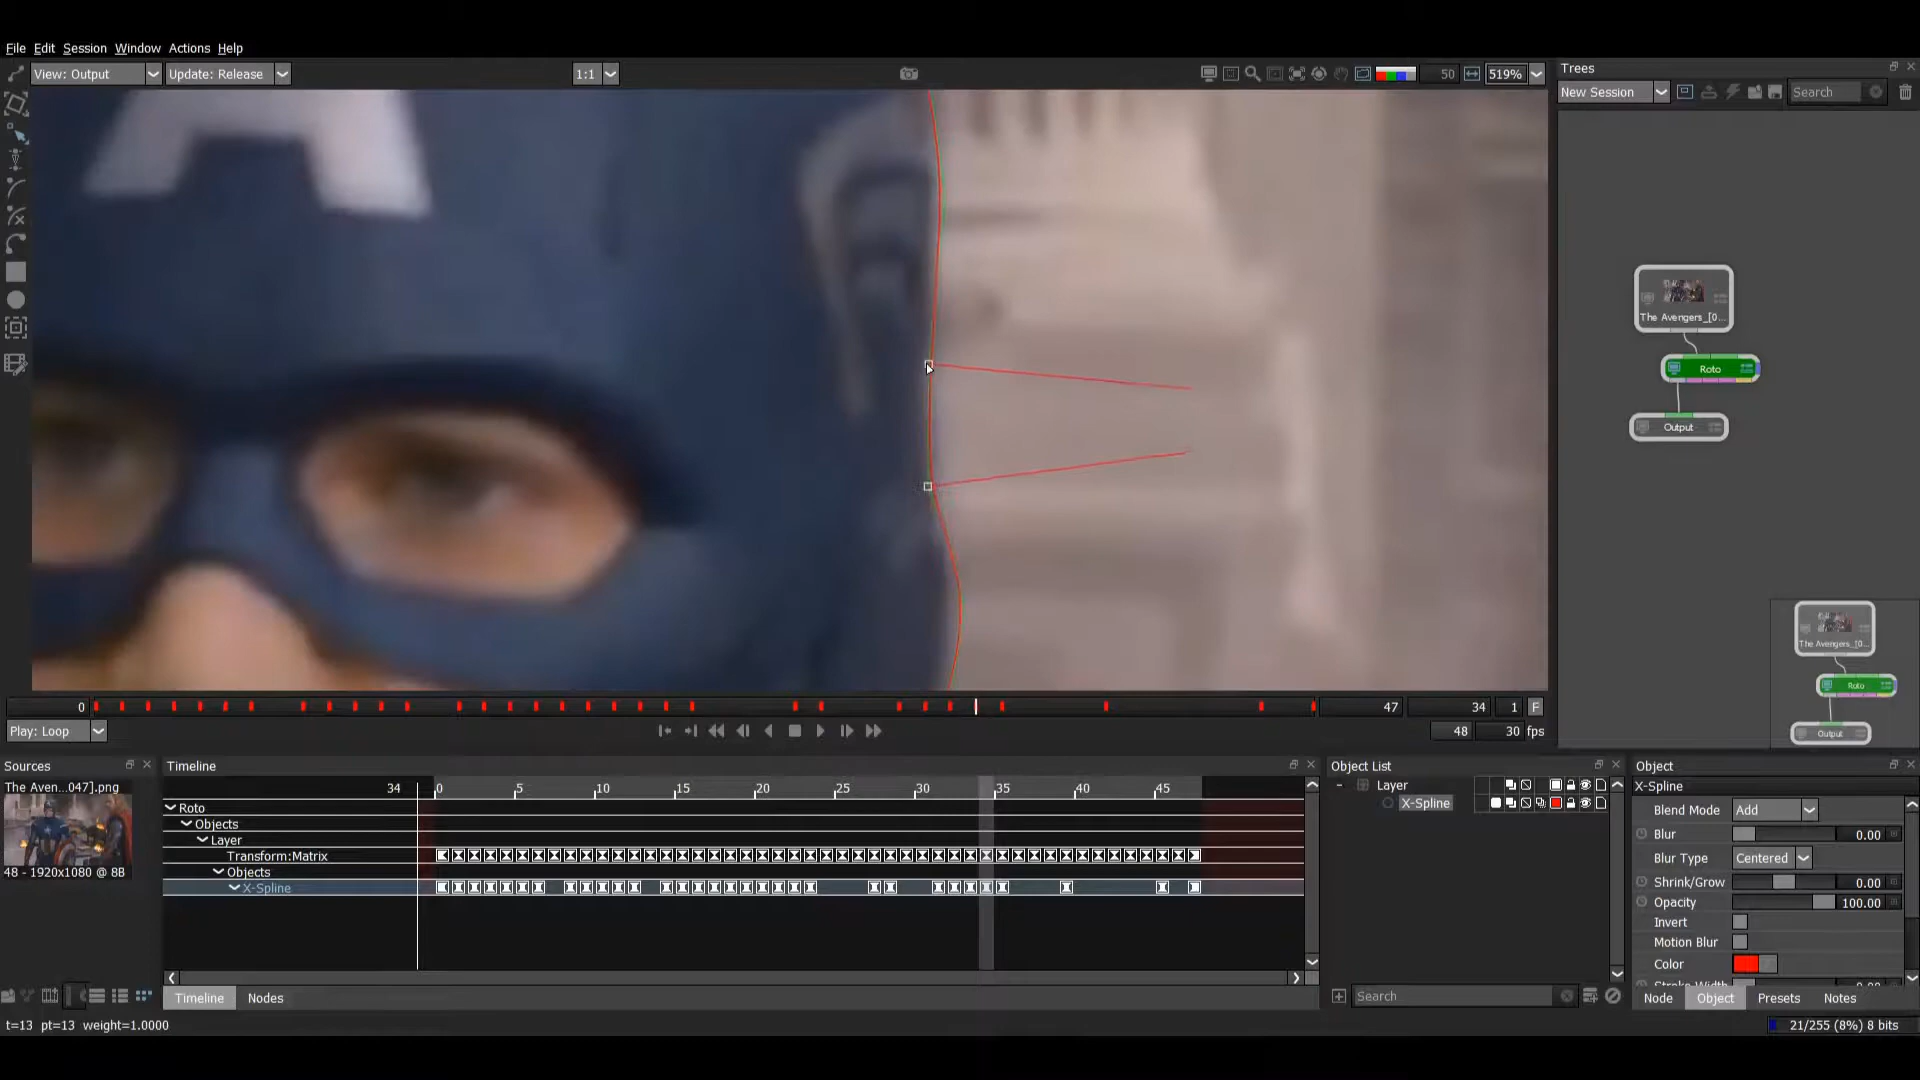 File Edit Session Window Actions Help
View: Output
Update: Release
1:1
50
519%
Trees
New Session
Search
A
The Avengers_[0...
Roto
Output
The Avengers_[0...
Roto
Output
0
47
34
1
F
Play: Loop
48
30 fps
Sources
The Aven...047].png
48 - 1920x1080 @ 8B
Timeline
34
0 5 10 15 20 25 30 35 40 45
Roto
Objects
Layer
Transform:Matrix
Objects
X-Spline
Timeline
Nodes
Object List
Layer
X-Spline
Search
Object
X-Spline
Blend Mode Add
Blur 0.00
Blur Type Centered
Shrink/Grow 0.00
Opacity 100.00
Invert
Motion Blur
Color
Node Object Presets Notes
t=13 pt=13 weight=1.0000
21/255 (8%) 8 bits